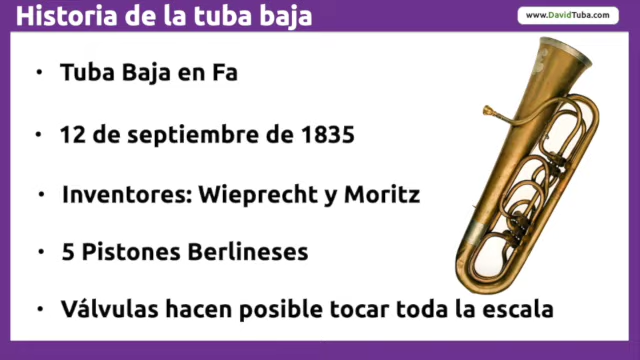 Historia de la tuba baja
www.DavidTuba.com
• Tuba Baja en Fa
• 12 de septiembre de 1835
• Inventores: Wieprecht y Moritz
• 5 Pistones Berlineses
• Válvulas hacen posible tocar toda la escala